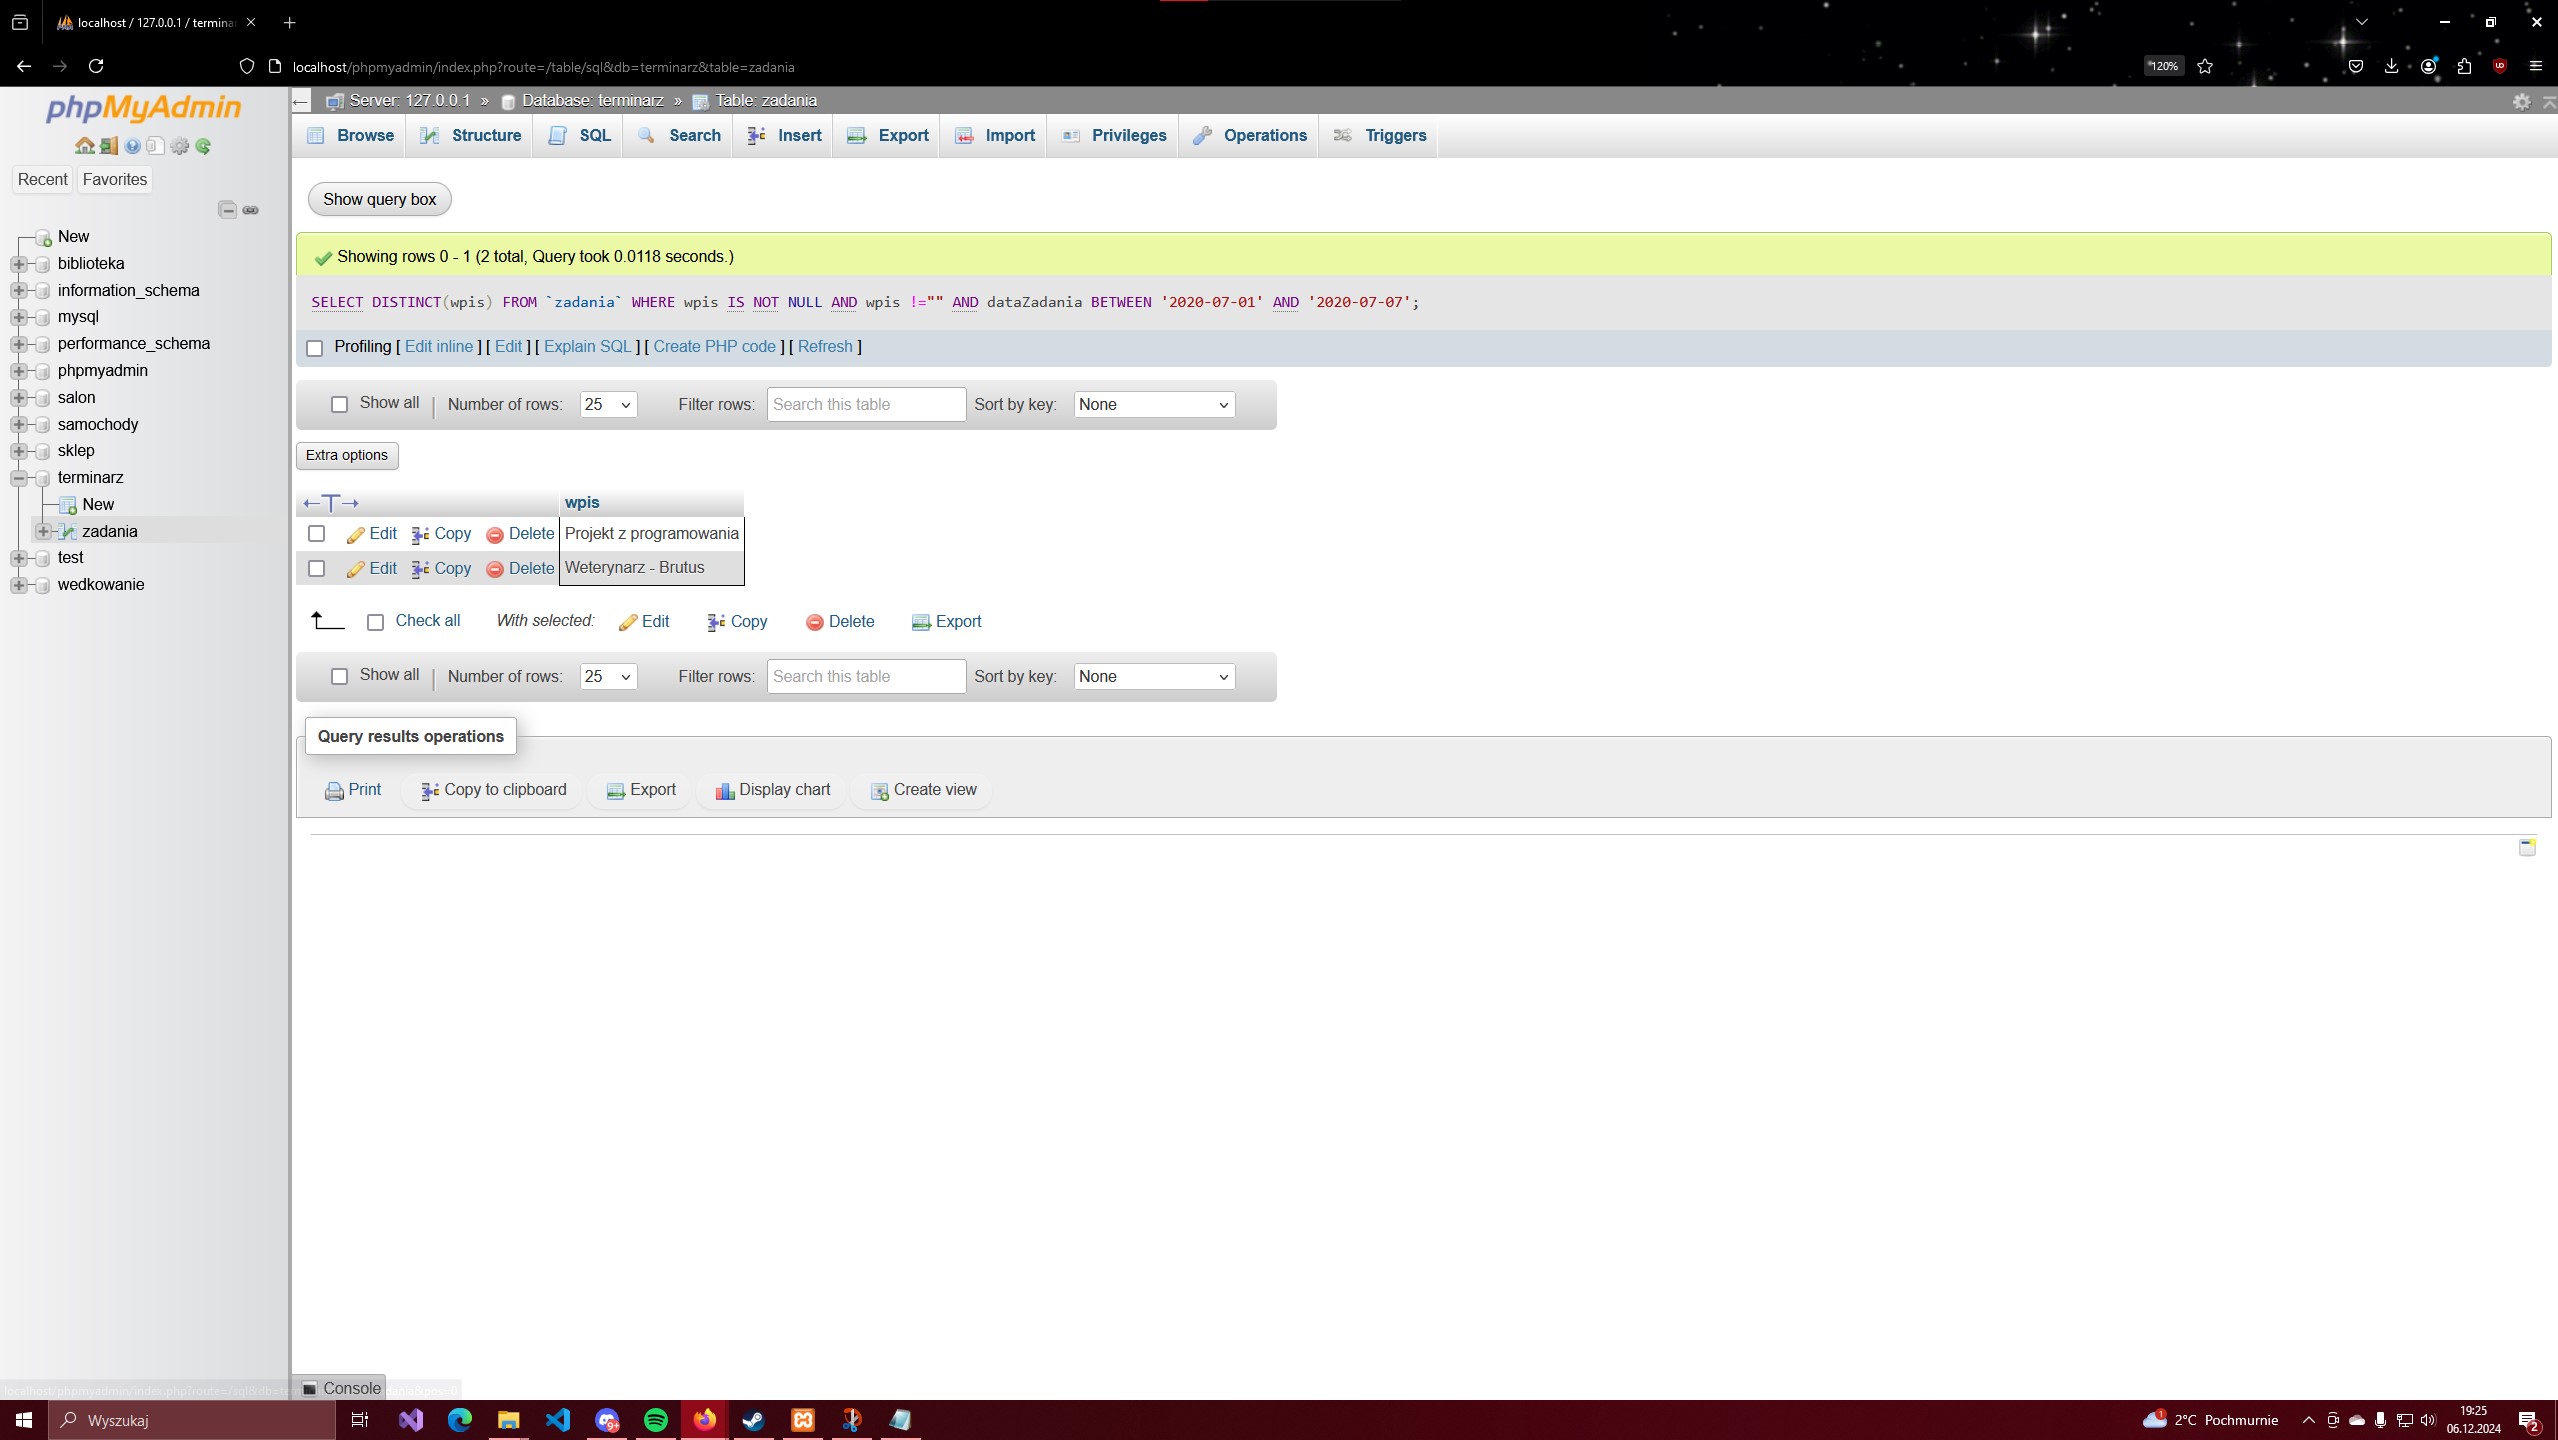 localhost / 127.0.0.1 / termina
localhost/phpmyadmin/index.php?route=/table/sql&db=terminarz&table=zadania
120%
phpMyAdmin
Recent Favorites
New
biblioteka
information_schema
mysql
performance_schema
phpmyadmin
salon
samochody
sklep
terminarz
New
zadania
test
wedkowanie
Server: 127.0.0.1 » Database: terminarz » Table: zadania
Browse Structure SQL Search Insert Export Import Privileges Operations Triggers
Show query box
Showing rows 0 - 1 (2 total, Query took 0.0118 seconds.)
SELECT DISTINCT(wpis) FROM `zadania` WHERE wpis IS NOT NULL AND wpis !="" AND dataZadania BETWEEN '2020-07-01' AND '2020-07-07';
Profiling [ Edit inline ] [ Edit ] [ Explain SQL ] [ Create PHP code ] [ Refresh ]
Show all | Number of rows: 25 Filter rows: Search this table Sort by key: None
Extra options
←T→ wpis
Edit Copy Delete Projekt z programowania
Edit Copy Delete Weterynarz - Brutus
Check all With selected: Edit Copy Delete Export
Show all | Number of rows: 25 Filter rows: Search this table Sort by key: None
Query results operations
Print Copy to clipboard Export Display chart Create view
Console
Wyszukaj
9+
1
2°C Pochmurnie
19:25
06.12.2024
2